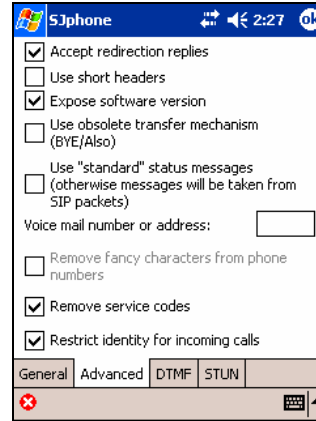 SJphone 2:27 ok
Accept redirection replies
Use short headers
Expose software version
Use obsolete transfer mechanism
(BYE/Also)
Use "standard" status messages
(otherwise messages will be taken from
SIP packets)
Voice mail number or address:
Remove fancy characters from phone
numbers
Remove service codes
Restrict identity for incoming calls
General Advanced DTMF STUN